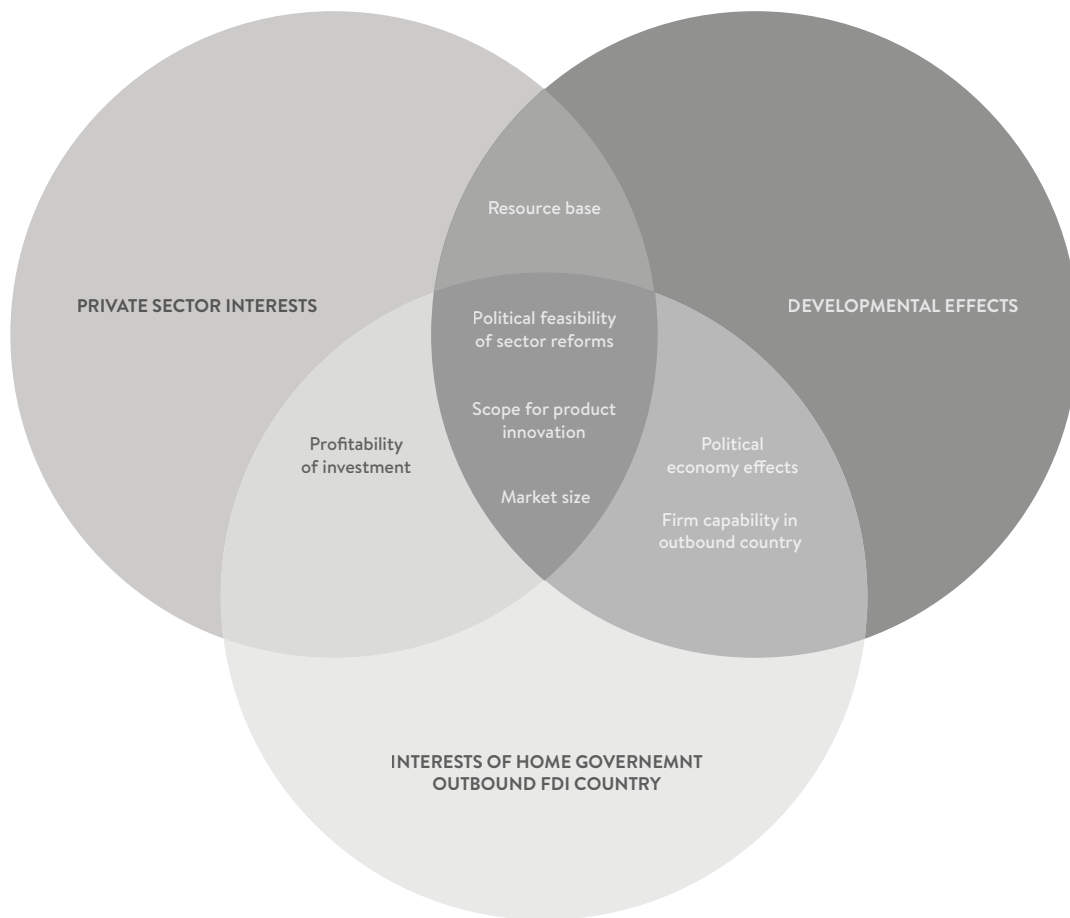 Resource base
PRIVATE SECTOR INTERESTS
DEVELOPMENTAL EFFECTS
Political feasibility
of sector reforms
Scope for product
innovation
Profitability
of investment
Political
economy effects
Market size
Firm capability in
outbound country
INTERESTS OF HOME GOVERNEMNT
OUTBOUND FDI COUNTRY